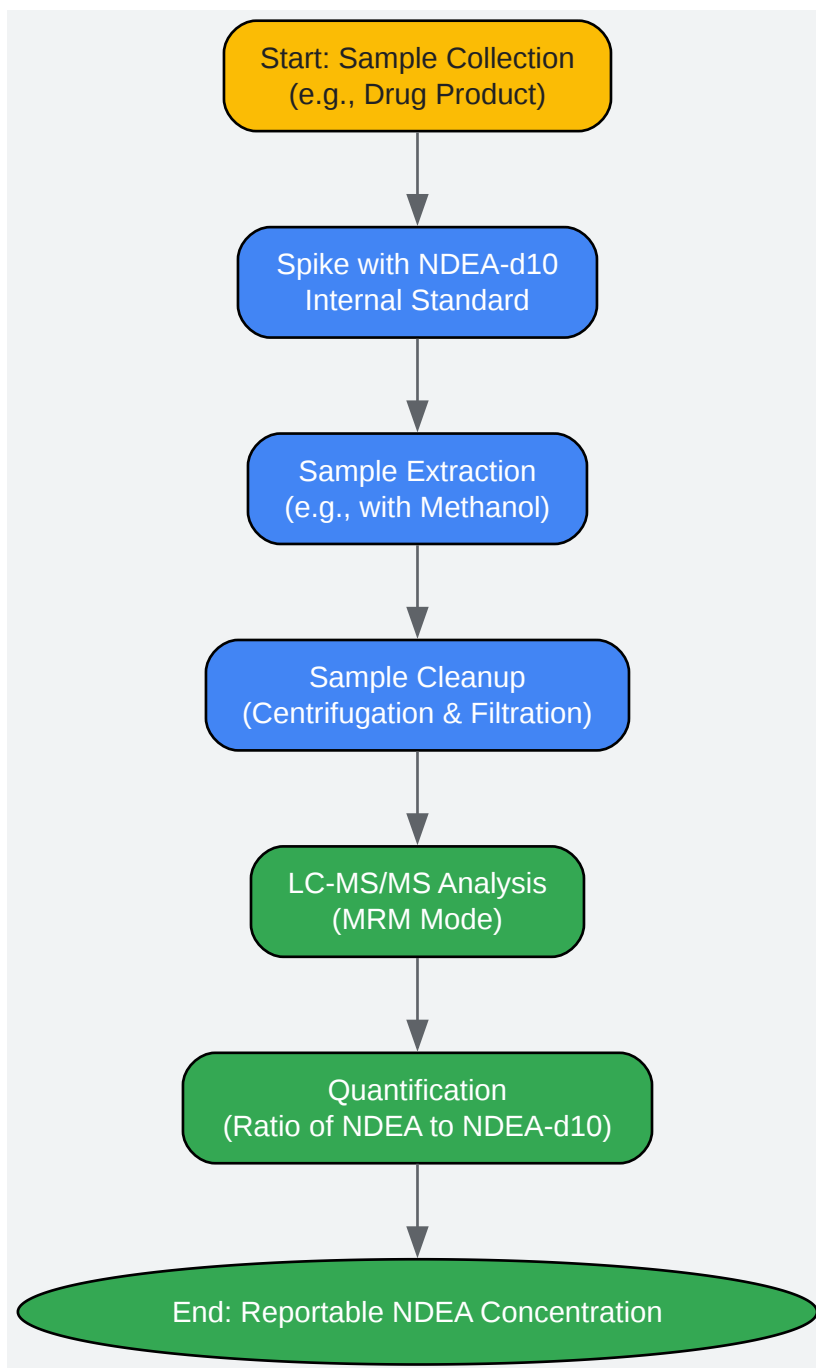 Start: Sample Collection
(e.g., Drug Product)
Spike with NDEA-d10
Internal Standard
Sample Extraction
(e.g., with Methanol)
Sample Cleanup
(Centrifugation & Filtration)
LC-MS/MS Analysis
(MRM Mode)
Quantification
(Ratio of NDEA to NDEA-d10)
End: Reportable NDEA Concentration